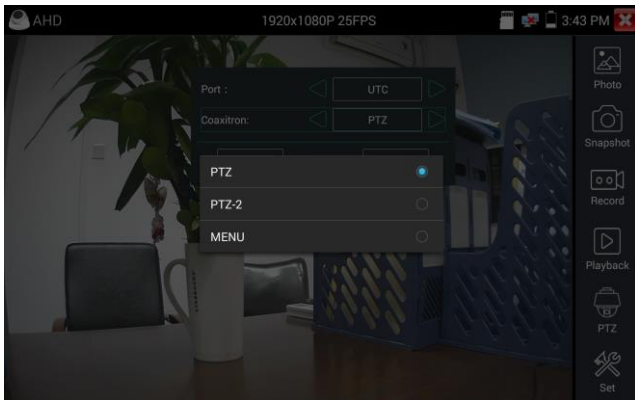 AHD
1920x1080P 25FPS
3:43 PM
Port :
UTC
Coaxitron:
PTZ
PTZ
PTZ-2
MENU
Photo
Snapshot
Record
Playback
PTZ
Set